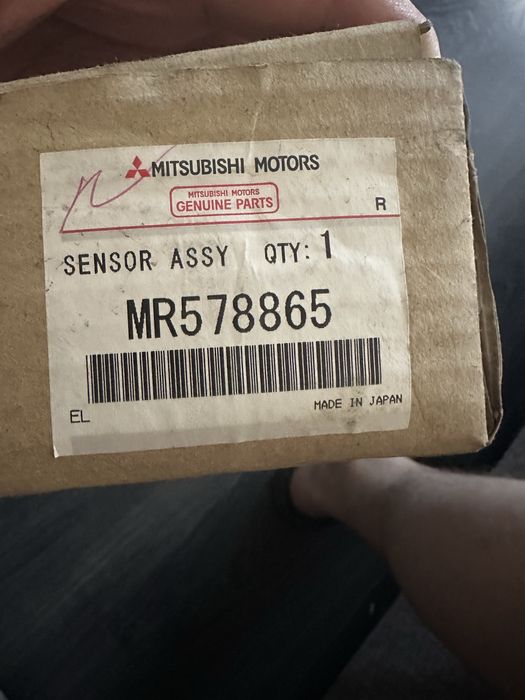 MITSUBISHI MOTORS
MITSUBISHI MOTORS
GENUINE PARTS
R
SENSOR ASSY QTY: 1
MR578865
EL
MADE IN JAPAN